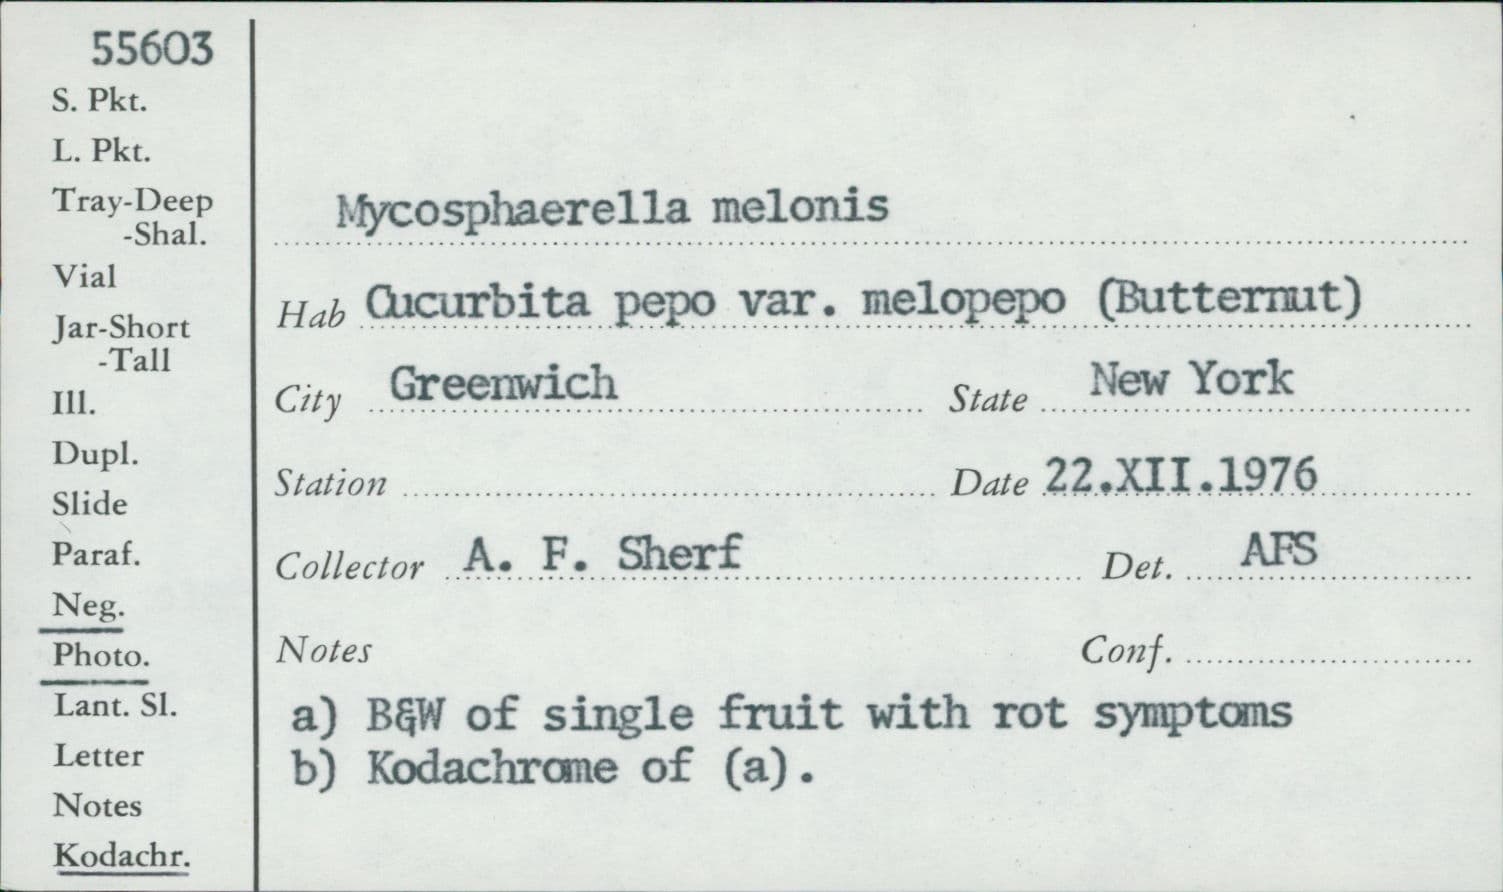 55603
S. Pkt.
L. Pkt.
Tray-Deep
-Shal.
Vial
Jar-Short
-Tall
Ill.
Dupl.
Slide
Paraf.
Neg.
Photo.
Lant. Sl.
Letter
Notes
Kodachr.
Mycosphaerella melonis
Hab Cucurbita pepo var. melopepo (Butternut)
City Greenwich State New York
Station Date 22.XII.1976
Collector A. F. Sherf Det. AFS
Notes Conf.
a) B&W of single fruit with rot symptoms
b) Kodachrome of (a).